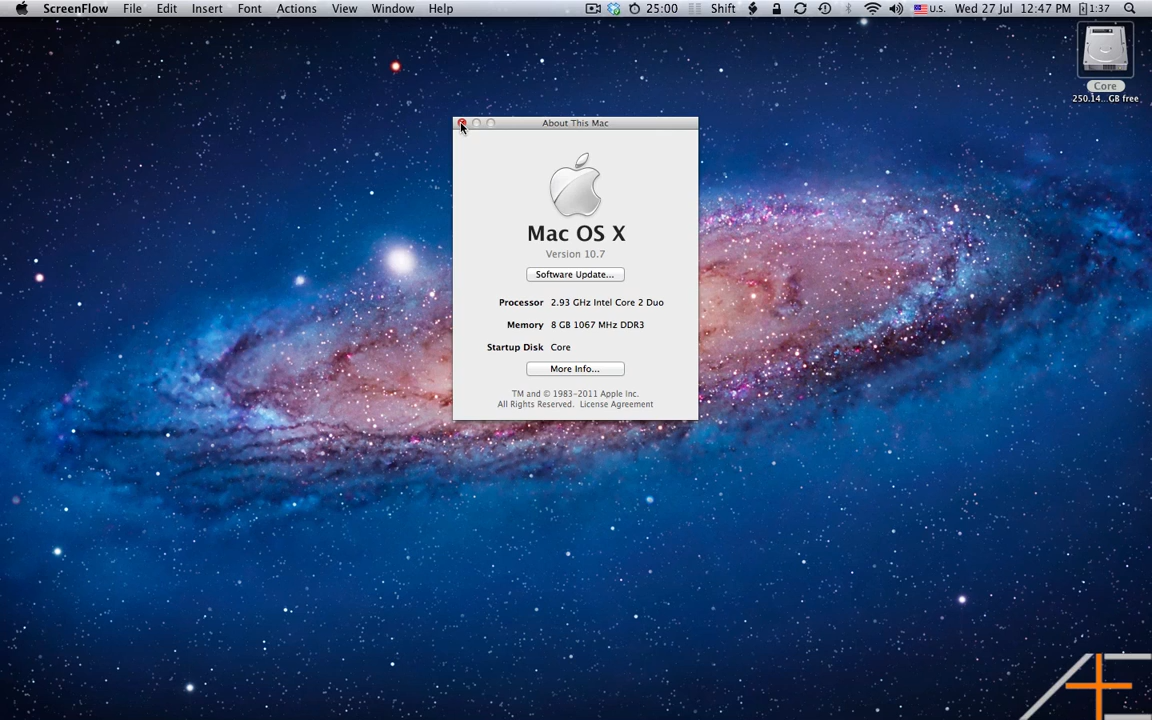 ScreenFlow File Edit Insert Font Actions View Window Help 25:00 Shift U.S. Wed 27 Jul 12:47 PM 1:37
Core
250.14...GB free
About This Mac
Mac OS X
Version 10.7
Software Update...
Processor 2.93 GHz Intel Core 2 Duo
Memory 8 GB 1067 MHz DDR3
Startup Disk Core
More Info...
TM and © 1983-2011 Apple Inc.
All Rights Reserved. License Agreement